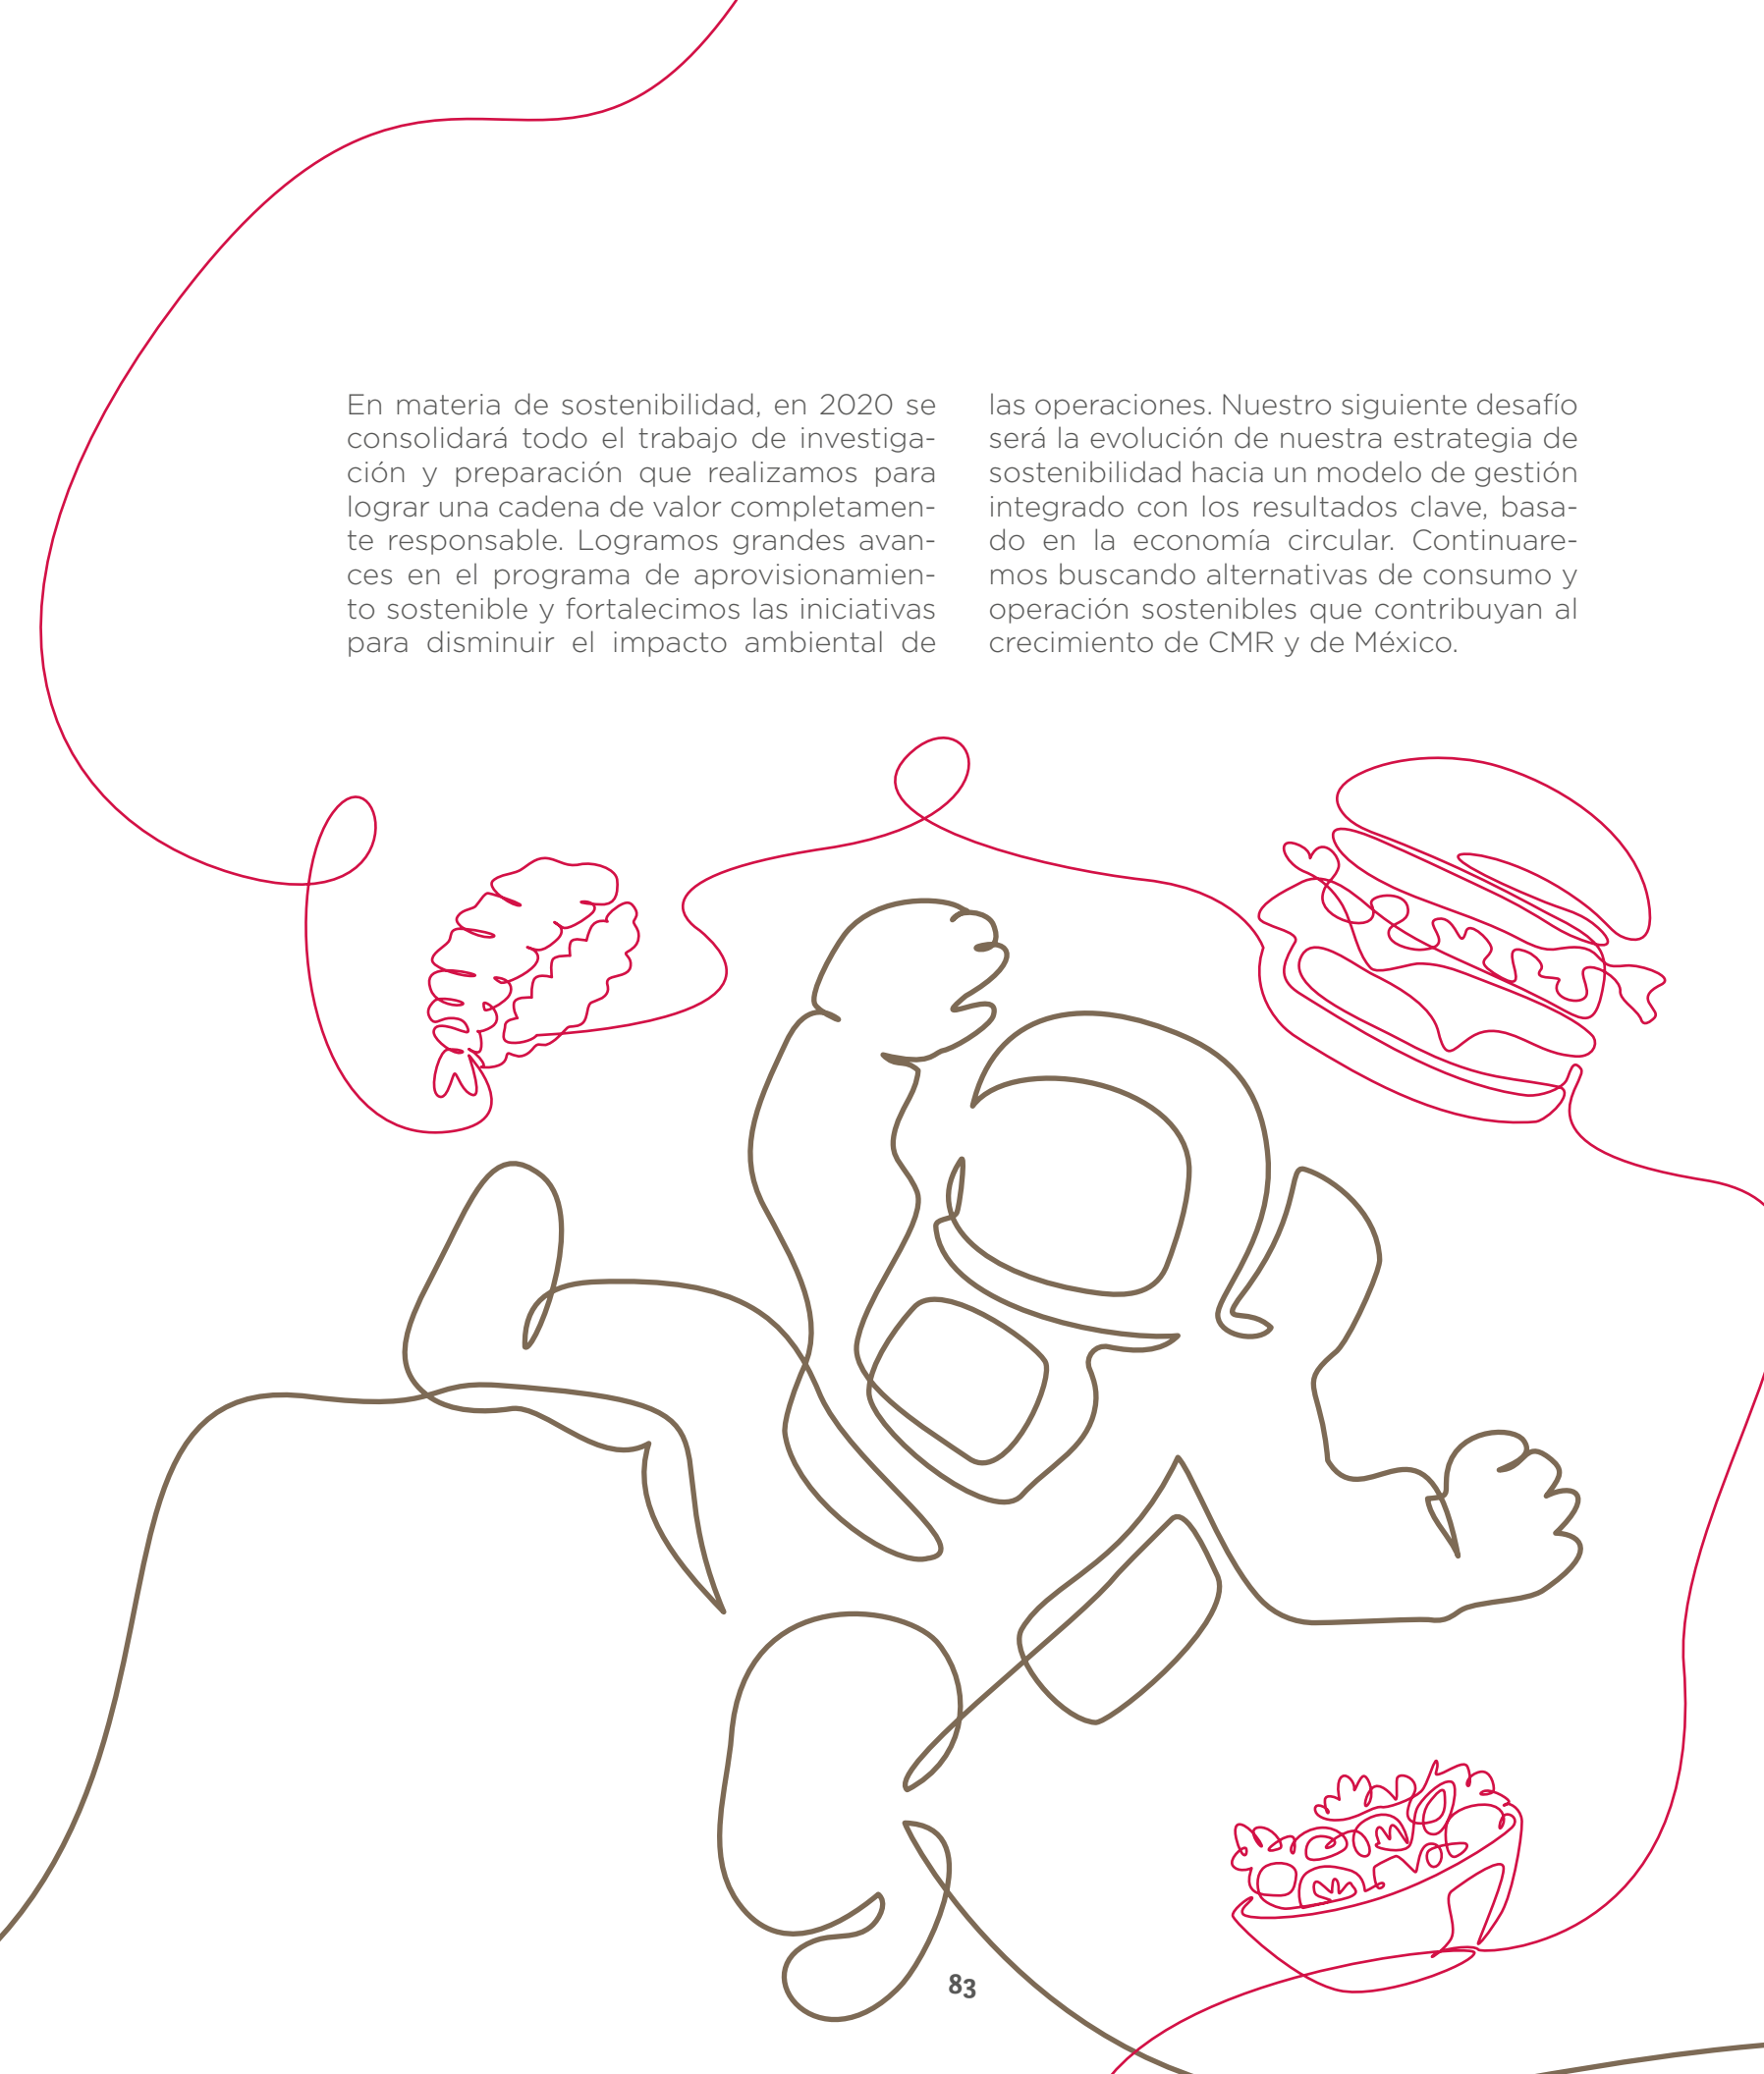 En materia de sostenibilidad, en 2020 se
consolidará todo el trabajo de investiga-
ción y preparación que realizamos para
lograr una cadena de valor completamen-
te responsable. Logramos grandes avan-
ces en el programa de aprovisionamien-
to sostenible y fortalecimos las iniciativas
para disminuir el impacto ambiental de
las operaciones. Nuestro siguiente desafío
será la evolución de nuestra estrategia de
sostenibilidad hacia un modelo de gestión
integrado con los resultados clave, basa-
do en la economía circular. Continuare-
mos buscando alternativas de consumo y
operación sostenibles que contribuyan al
crecimiento de CMR y de México.
83